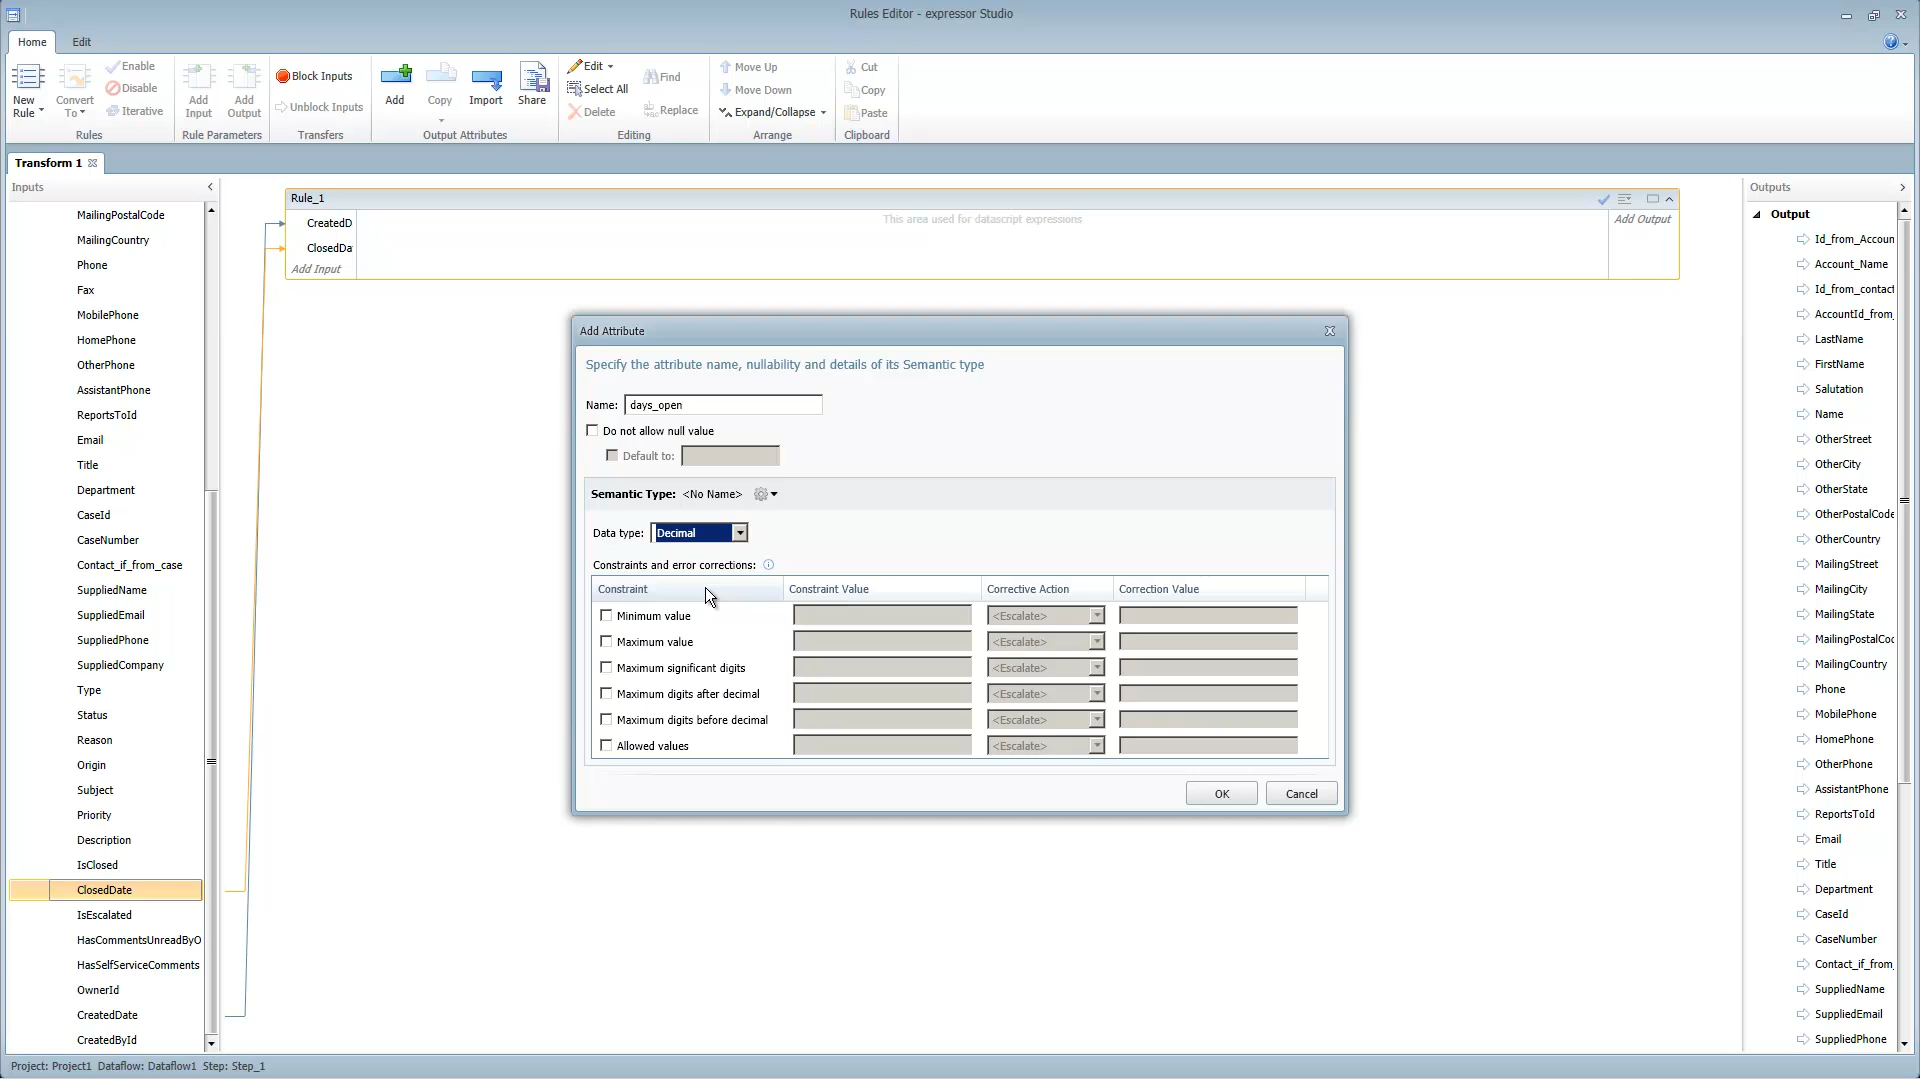 Rules Editor - expressor Studio
Home Edit
New Rule
Convert To
Enable
Disable
Iterative
Rules
Add Input
Add Output
Rule Parameters
Block Inputs
Unblock Inputs
Transfers
Add
Copy
Import
Share
Output Attributes
Edit
Select All
Delete
Find
Replace
Editing
Move Up
Move Down
Expand/Collapse
Arrange
Cut
Copy
Paste
Clipboard
Transform 1
Inputs
MailingPostalCode
MailingCountry
Phone
Fax
MobilePhone
HomePhone
OtherPhone
AssistantPhone
ReportsToId
Email
Title
Department
CaseId
CaseNumber
Contact_if_from_case
SuppliedName
SuppliedEmail
SuppliedPhone
SuppliedCompany
Type
Status
Reason
Origin
Subject
Priority
Description
IsClosed
ClosedDate
IsEscalated
HasCommentsUnreadByO
HasSelfServiceComments
OwnerId
CreatedDate
CreatedById
Rule_1
CreatedD
ClosedDa
Add Input
This area used for datascript expressions
Add Output
Add Attribute
Specify the attribute name, nullability and details of its Semantic type
Name: days_open
Do not allow null value
Default to:
Semantic Type: <No Name>
Data type: Decimal
Constraints and error corrections:
Constraint Constraint Value Corrective Action Correction Value
Minimum value <Escalate>
Maximum value <Escalate>
Maximum significant digits <Escalate>
Maximum digits after decimal <Escalate>
Maximum digits before decimal <Escalate>
Allowed values <Escalate>
OK Cancel
Outputs
Output
Id_from_Accoun
Account_Name
Id_from_contact
AccountId_from_
LastName
FirstName
Salutation
Name
OtherStreet
OtherCity
OtherState
OtherPostalCode
OtherCountry
MailingStreet
MailingCity
MailingState
MailingPostalCod
MailingCountry
Phone
MobilePhone
HomePhone
OtherPhone
AssistantPhone
ReportsToId
Email
Title
Department
CaseId
CaseNumber
Contact_if_from_
SuppliedName
SuppliedEmail
SuppliedPhone
Project: Project1 Dataflow: Dataflow1 Step: Step_1